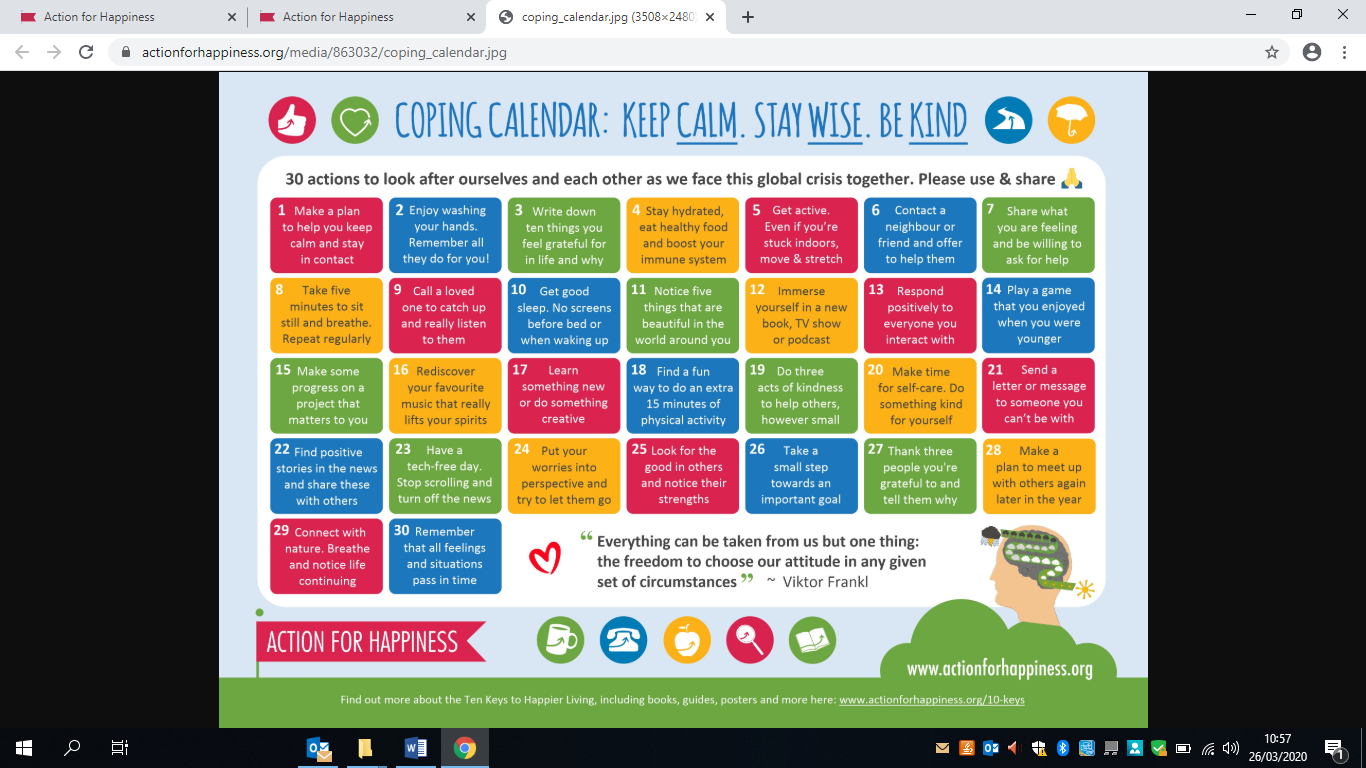 Action for Happiness
Action for Happiness
coping_calendar.jpg (3508×2480
actionforhappiness.org/media/863032/coping_calendar.jpg
COPING CALENDAR: KEEP CALM. STAY WISE. BE KIND
30 actions to look after ourselves and each other as we face this global crisis together. Please use & share
1 Make a plan
to help you keep
calm and stay
in contact
2 Enjoy washing
your hands.
Remember all
they do for you!
3 Write down
ten things you
feel grateful for
in life and why
4 Stay hydrated,
eat healthy food
and boost your
immune system
5 Get active.
Even if you're
stuck indoors,
move & stretch
6 Contact a
neighbour or
friend and offer
to help them
7 Share what
you are feeling
and be willing to
ask for help
8 Take five
minutes to sit
still and breathe.
Repeat regularly
9 Call a loved
one to catch up
and really listen
to them
10 Get good
sleep. No screens
before bed or
when waking up
11 Notice five
things that are
beautiful in the
world around you
12 Immerse
yourself in a new
book, TV show
or podcast
13 Respond
positively to
everyone you
interact with
14 Play a game
that you enjoyed
when you were
younger
15 Make some
progress on a
project that
matters to you
16 Rediscover
your favourite
music that really
lifts your spirits
17 Learn
something new
or do something
creative
18 Find a fun
way to do an extra
15 minutes of
physical activity
19 Do three
acts of kindness
to help others,
however small
20 Make time
for self-care. Do
something kind
for yourself
21 Send a
letter or message
to someone you
can't be with
22 Find positive
stories in the news
and share these
with others
23 Have a
tech-free day.
Stop scrolling and
turn off the news
24 Put your
worries into
perspective and
try to let them go
25 Look for the
good in others
and notice their
strengths
26 Take a
small step
towards an
important goal
27 Thank three
people you're
grateful to and
tell them why
28 Make a
plan to meet up
with others again
later in the year
29 Connect with
nature. Breathe
and notice life
continuing
30 Remember
that all feelings
and situations
pass in time
“ Everything can be taken from us but one thing:
the freedom to choose our attitude in any given
set of circumstances ” ~ Viktor Frankl
ACTION FOR HAPPINESS
www.actionforhappiness.org
Find out more about the Ten Keys to Happier Living, including books, guides, posters and more here: www.actionforhappiness.org/10-keys
10:57
26/03/2020
1